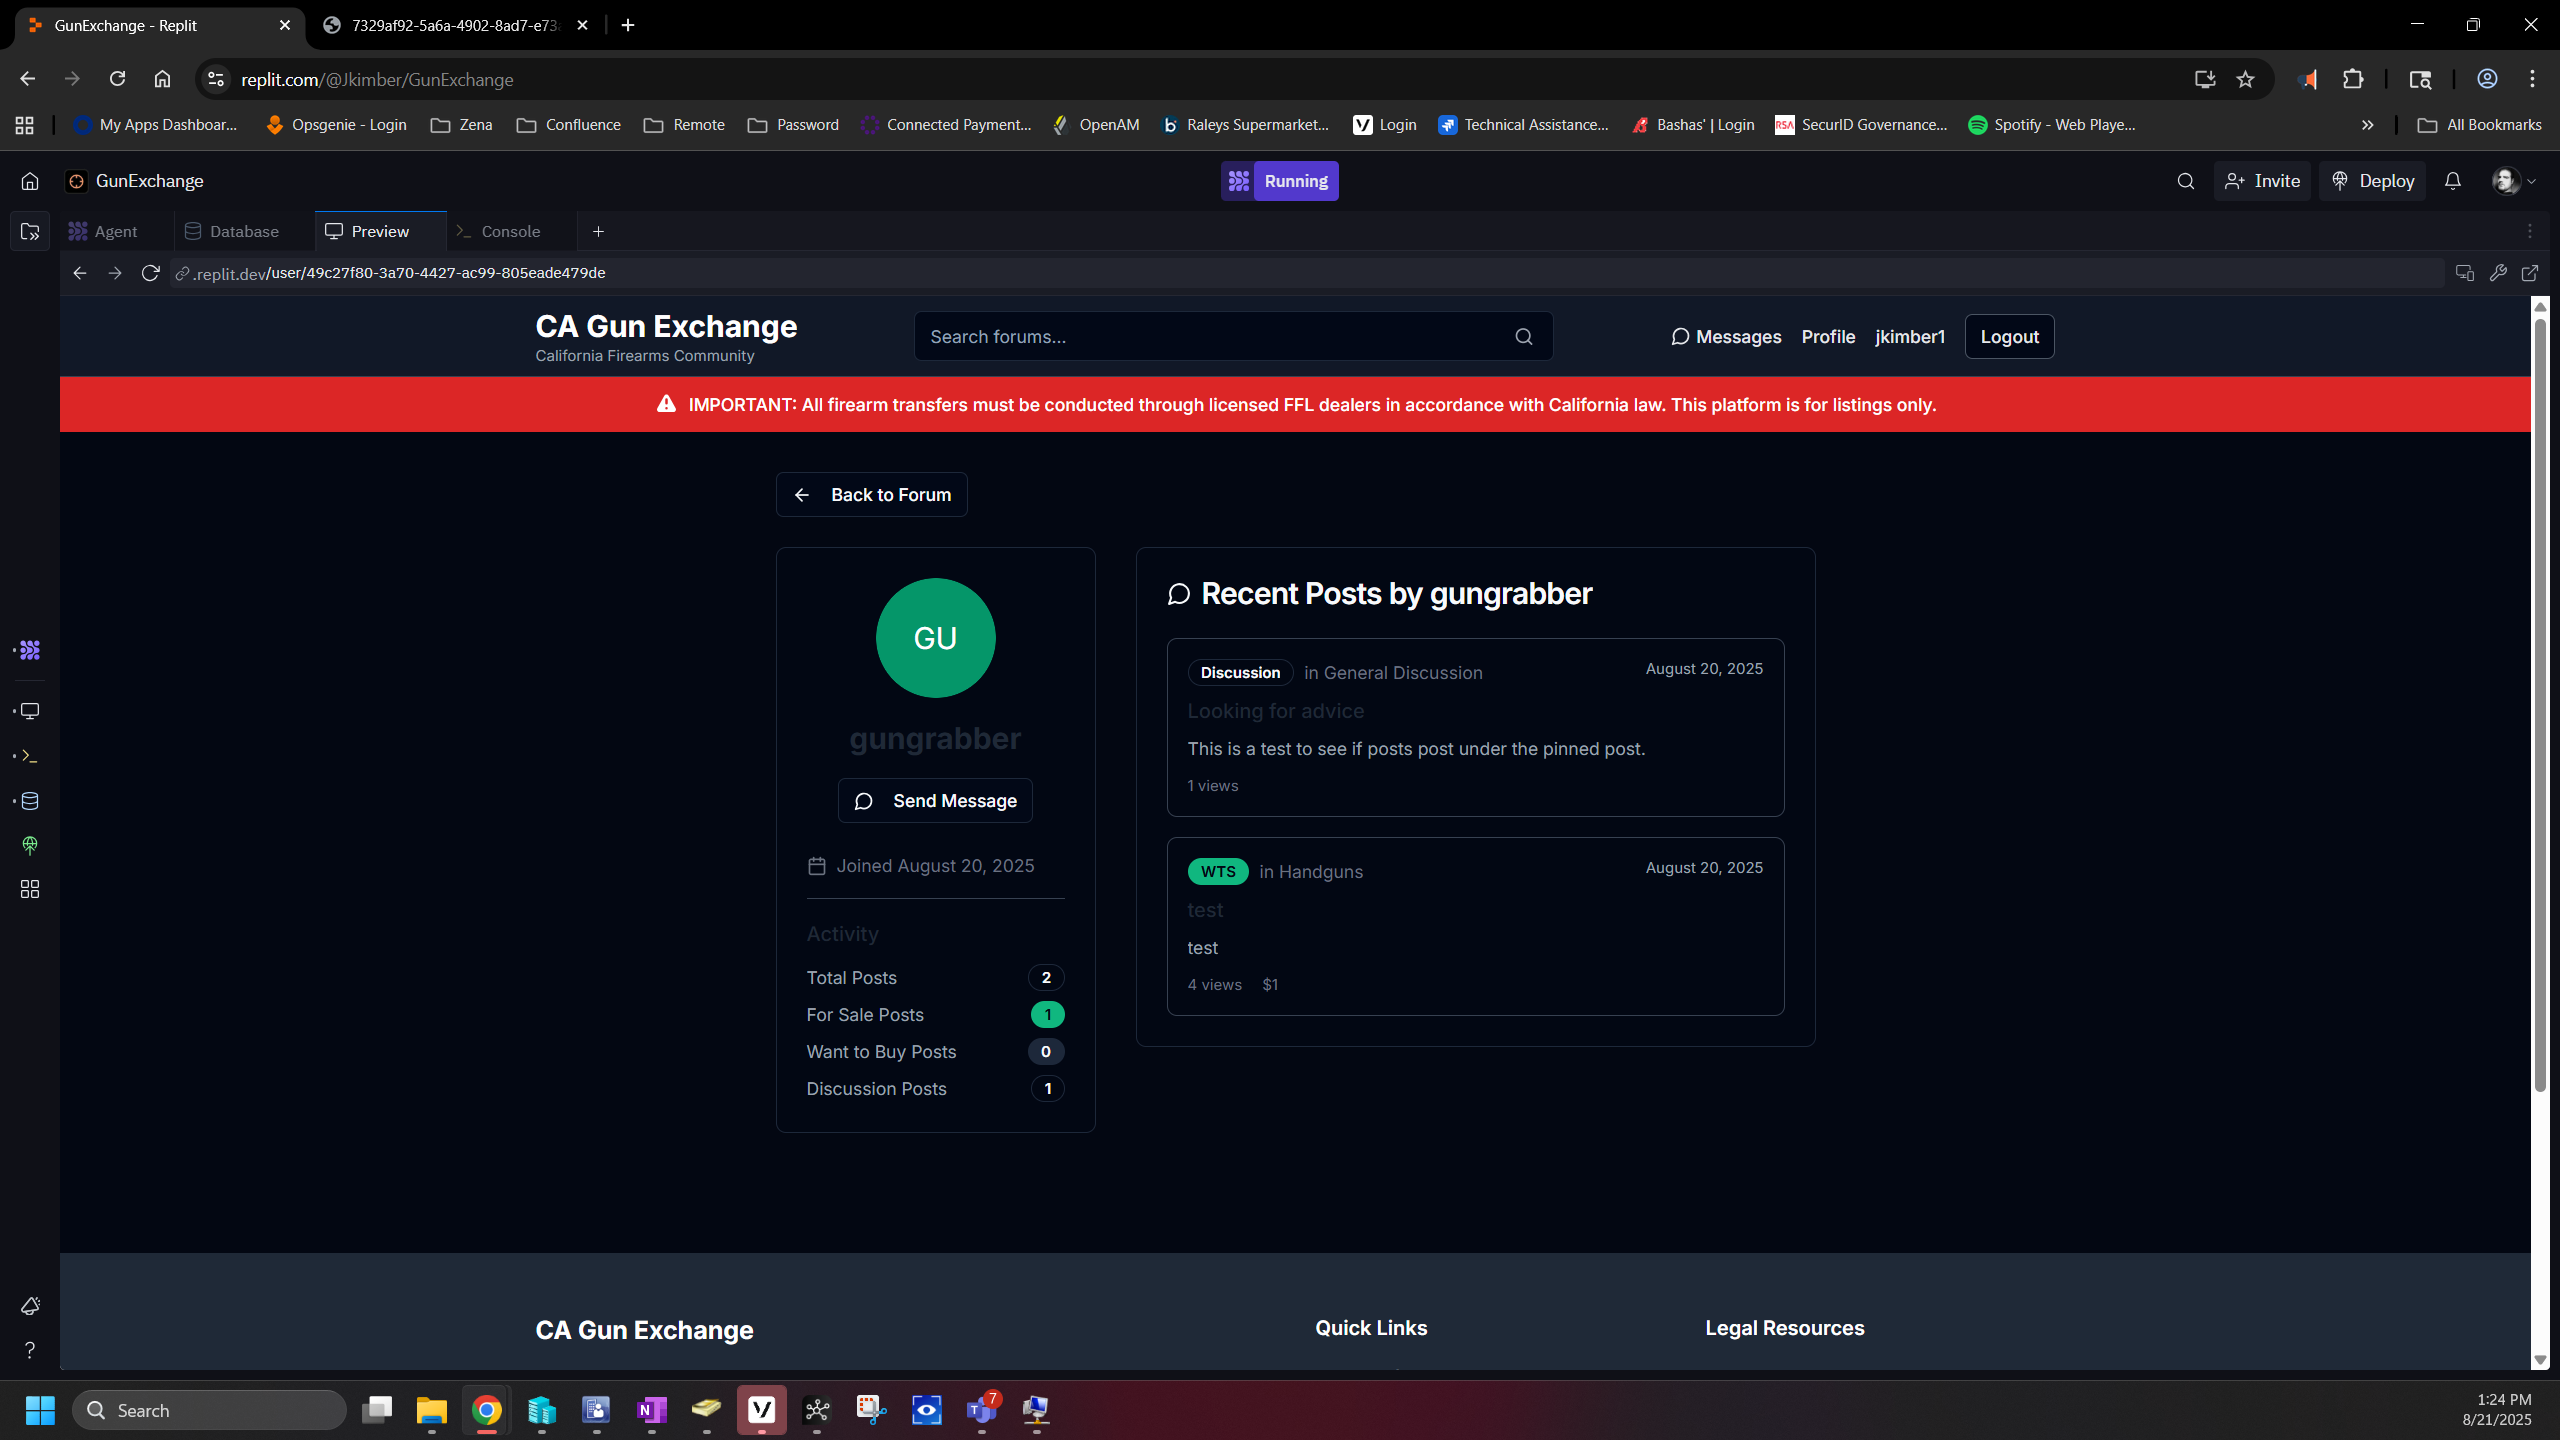 GunExchange - Replit
7329af92-5a6a-4902-8ad7-e73
replit.com/@Jkimber/GunExchange
My Apps Dashboar...
Opsgenie - Login
Zena
Confluence
Remote
Password
Connected Payment...
OpenAM
Raleys Supermarket...
Login
Technical Assistance...
Bashas' | Login
RSA
SecurID Governance...
Spotify - Web Playe...
All Bookmarks
GunExchange
Running
Invite
Deploy
Agent
Database
Preview
Console
.replit.dev/user/49c27f80-3a70-4427-ac99-805eade479de
CA Gun Exchange
California Firearms Community
Search forums...
Messages
Profile
jkimber1
Logout
IMPORTANT: All firearm transfers must be conducted through licensed FFL dealers in accordance with California law. This platform is for listings only.
Back to Forum
GU
gungrabber
Send Message
Joined August 20, 2025
Activity
Total Posts 2
For Sale Posts 1
Want to Buy Posts 0
Discussion Posts 1
Recent Posts by gungrabber
Discussion in General Discussion August 20, 2025
Looking for advice
This is a test to see if posts post under the pinned post.
1 views
WTS in Handguns August 20, 2025
test
test
4 views $1
CA Gun Exchange
Quick Links
Legal Resources
Search
7
1:24 PM
8/21/2025